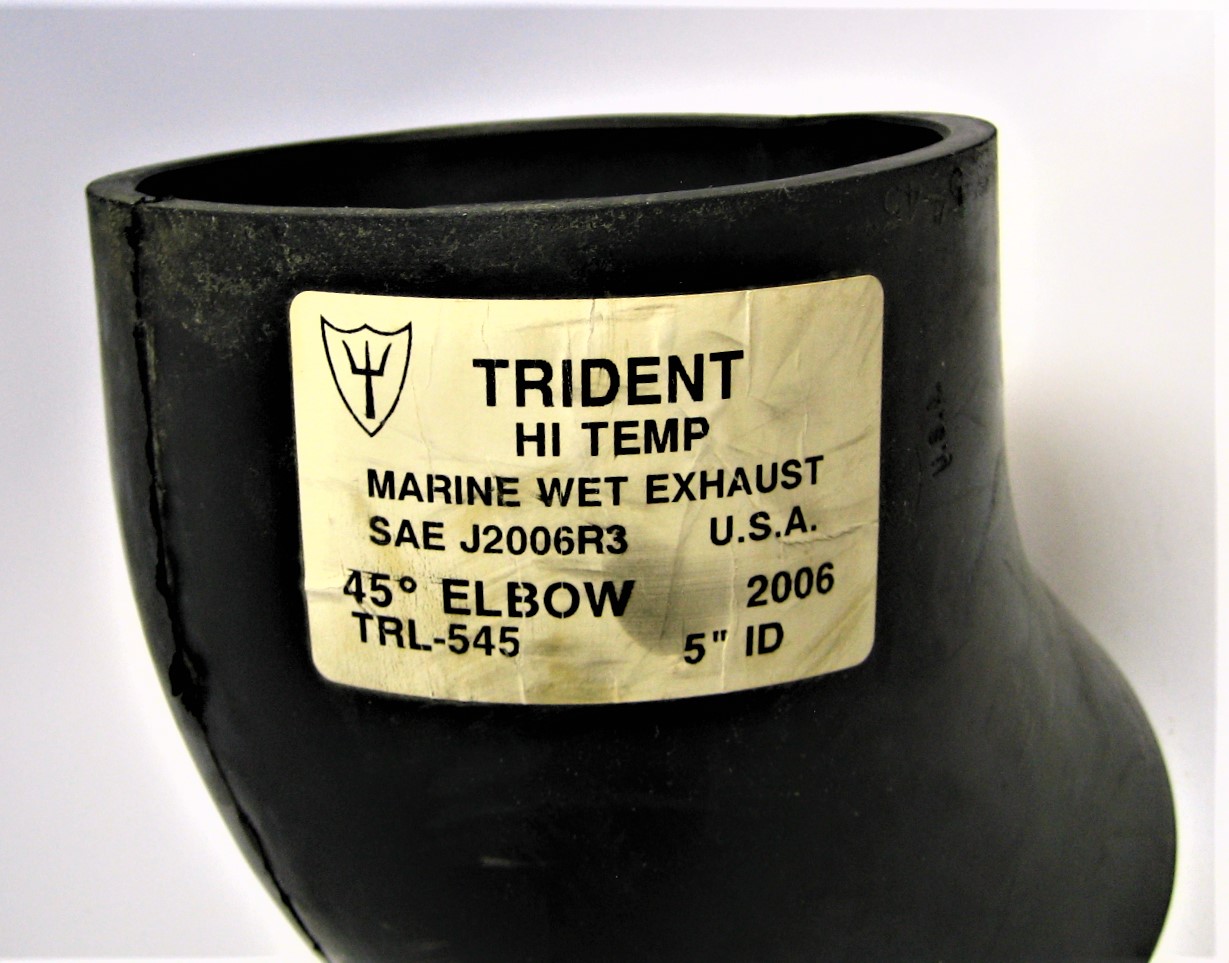 TRIDENT
HI TEMP
MARINE WET EXHAUST
SAE J2006R3 U.S.A.
45° ELBOW 2006
TRL-545 5" ID
U.S.A.